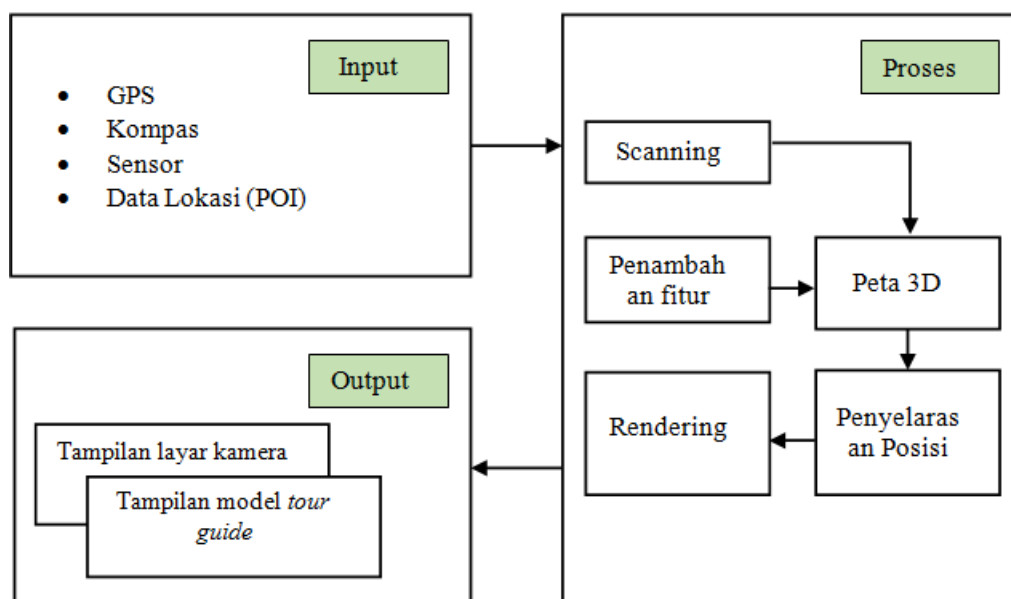 Input
• GPS
• Kompas
• Sensor
• Data Lokasi (POI)
Proses
Scanning
Penambah
an fitur
Peta 3D
Penyelaras
an Posisi
Rendering
Output
Tampilan layar kamera
Tampilan model tour
guide